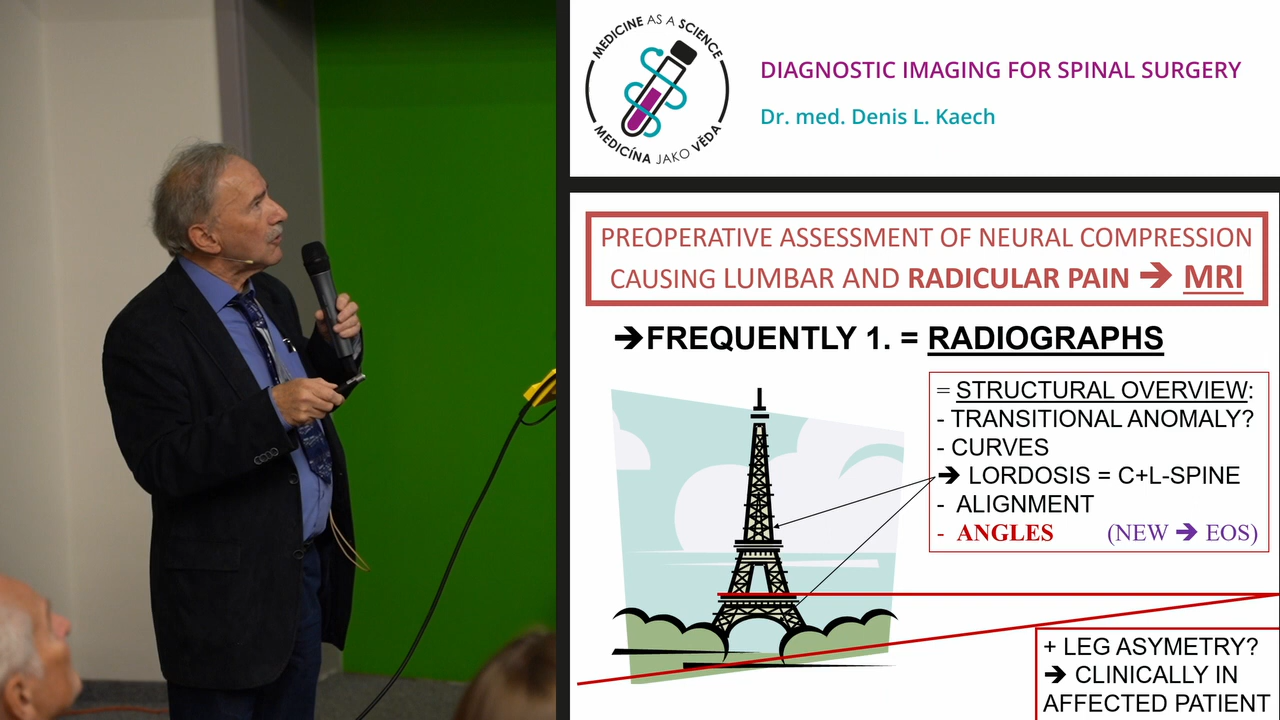 MEDICINE AS A SCIENCE
MEDICÍNA JAKO VĚDA
DIAGNOSTIC IMAGING FOR SPINAL SURGERY
Dr. med. Denis L. Kaech
PREOPERATIVE ASSESSMENT OF NEURAL COMPRESSION
CAUSING LUMBAR AND RADICULAR PAIN ➔ MRI
➔FREQUENTLY 1. = RADIOGRAPHS
= STRUCTURAL OVERVIEW:
- TRANSITIONAL ANOMALY?
- CURVES
➔ LORDOSIS = C+L-SPINE
- ALIGNMENT
- ANGLES (NEW ➔ EOS)
+ LEG ASYMETRY?
➔ CLINICALLY IN
AFFECTED PATIENT